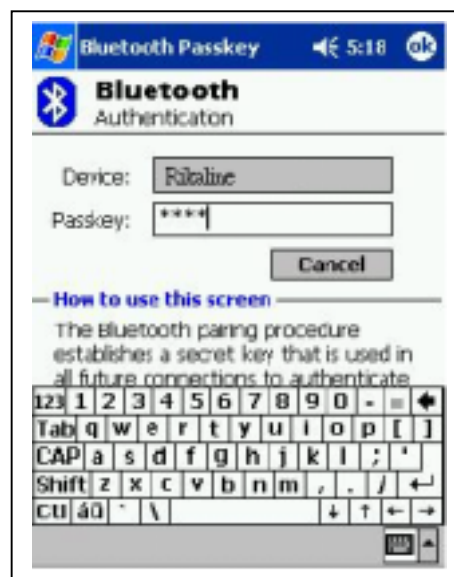 Bluetooth Passkey 5:18 ok
Bluetooth
Authenticaton
Device: Rikaline
Passkey: ****
Cancel
How to use this screen
The Bluetooth pairing procedure
establishes a secret key that is used in
all future connections to authenticate
123 1 2 3 4 5 6 7 8 9 0 - =
Tab q w e r t y u i o p [ ]
CAP a s d f g h j k l ; '
Shift z x c v b n m , . /
Ctl áü ` \